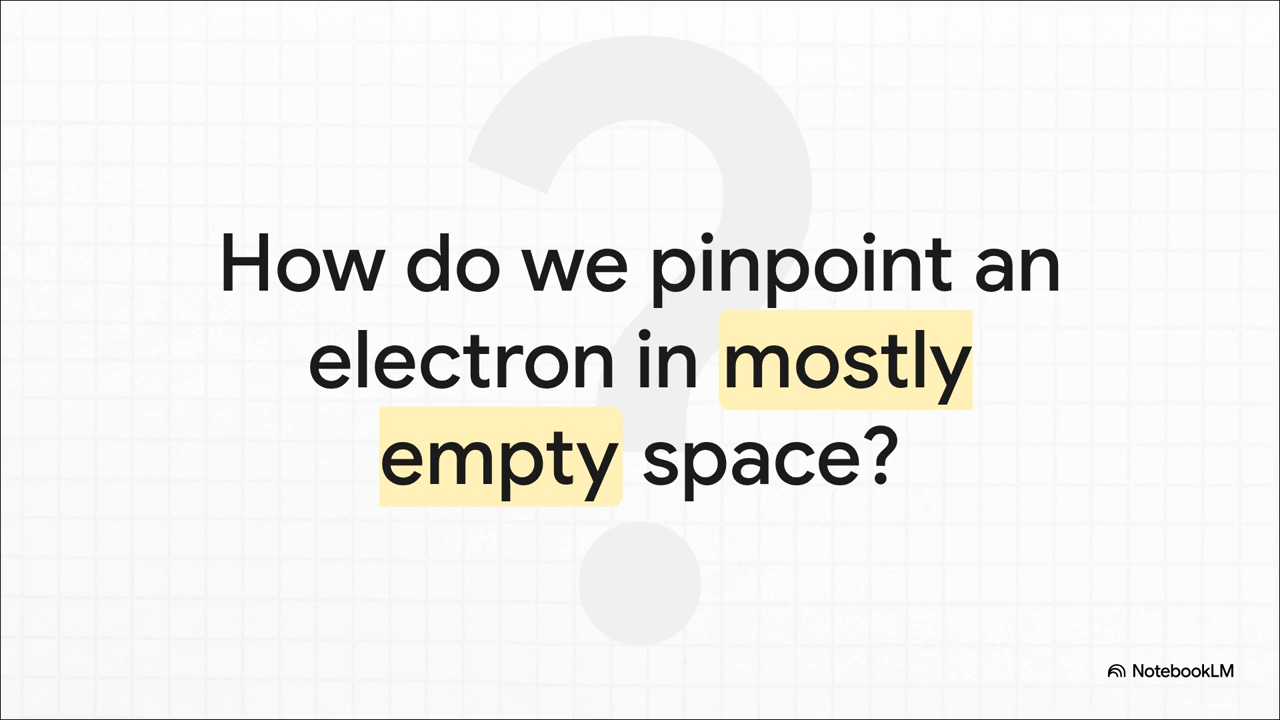 How do we pinpoint an
electron in mostly
empty space?
NotebookLM